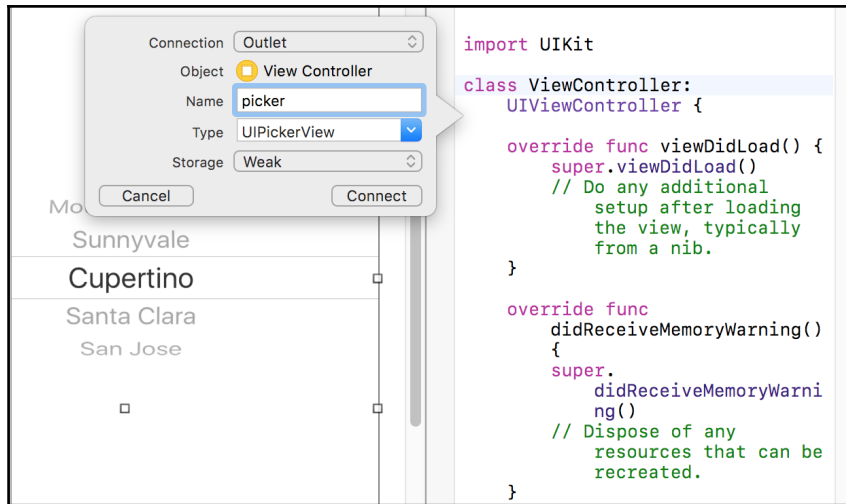 Connection Outlet
Object View Controller
Name picker
Type UIPickerView
Storage Weak
Cancel Connect
Sunnyvale
Cupertino
Santa Clara
San Jose
import UIKit
class ViewController:
UIViewController {
override func viewDidLoad() {
super.viewDidLoad()
// Do any additional
setup after loading
the view, typically
from a nib.
}
override func
didReceiveMemoryWarning()
{
super.
didReceiveMemoryWarni
ng()
// Dispose of any
resources that can be
recreated.
}